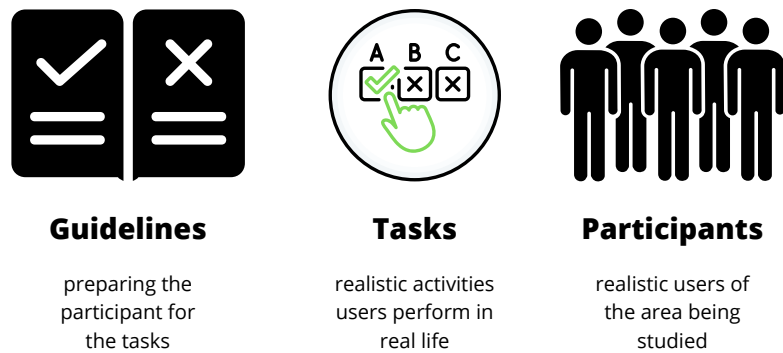 A B C
Guidelines
preparing the
participant for
the tasks
Tasks
realistic activities
users perform in
real life
Participants
realistic users of
the area being
studied